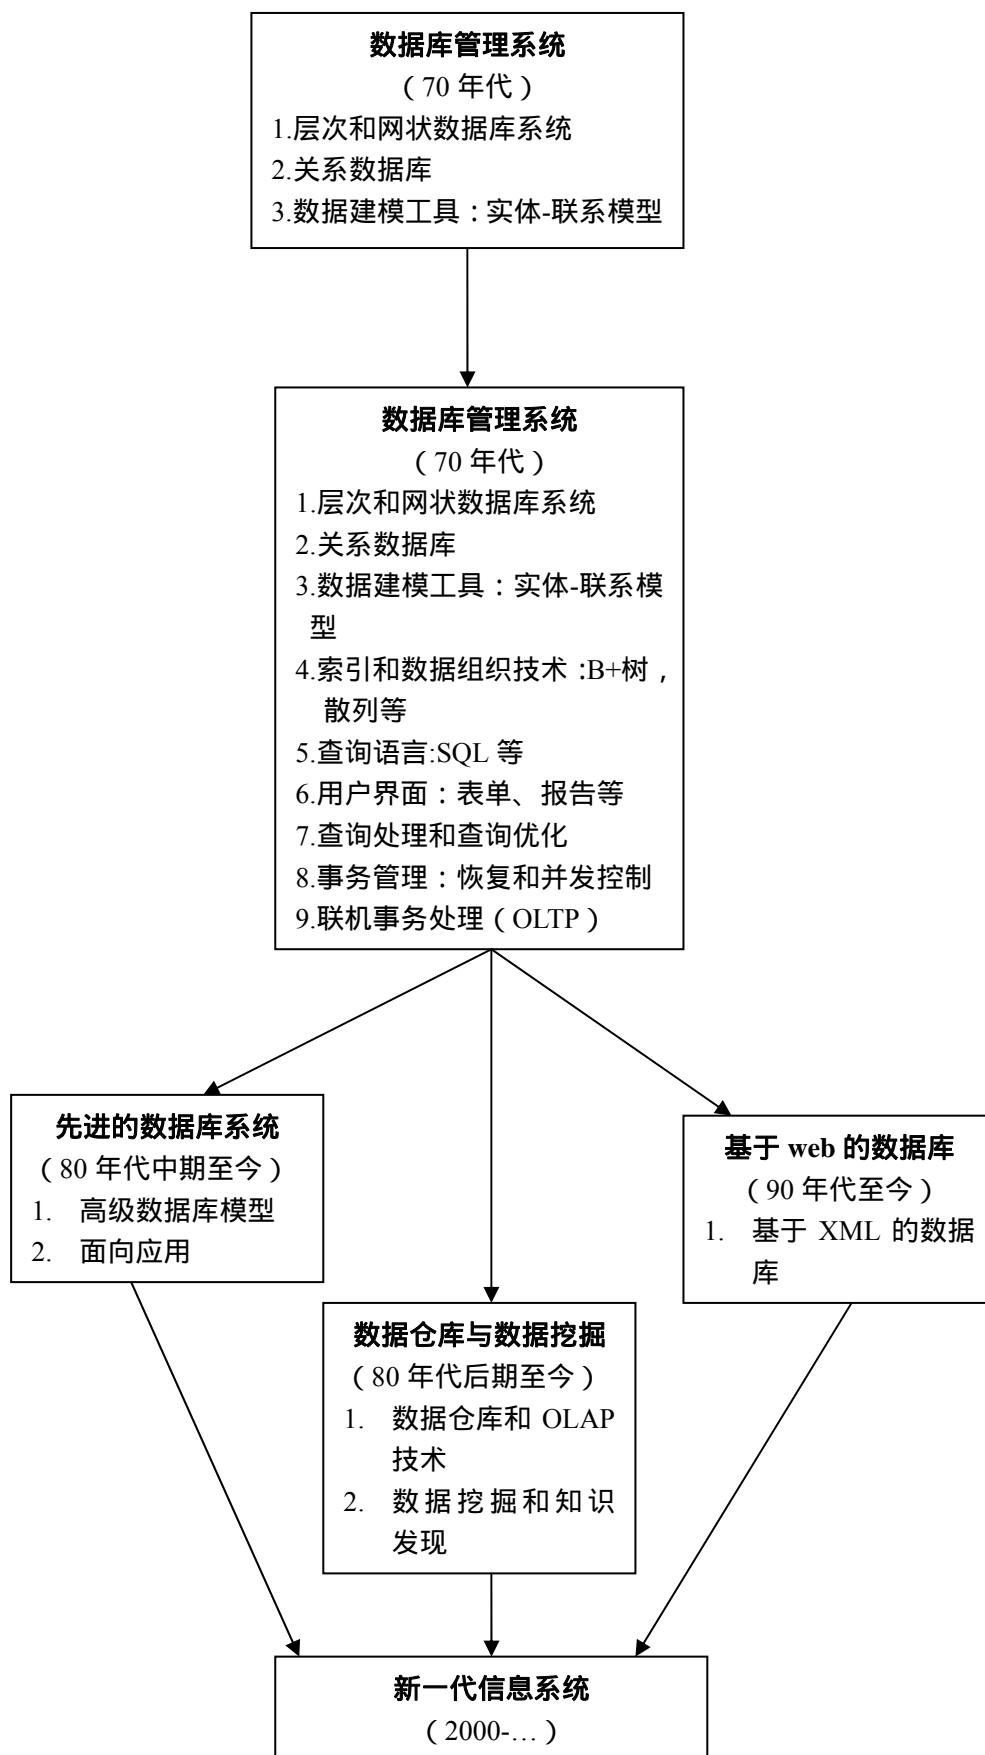 数据库管理系统
（70 年代）
1.层次和网状数据库系统
2.关系数据库
3.数据建模工具：实体-联系模型
数据库管理系统
（70 年代）
1.层次和网状数据库系统
2.关系数据库
3.数据建模工具：实体-联系模
型
4.索引和数据组织技术:B+树，
散列等
5.查询语言:SQL 等
6.用户界面：表单、报告等
7.查询处理和查询优化
8.事务管理：恢复和并发控制
9.联机事务处理（OLTP）
先进的数据库系统
（80 年代中期至今）
1. 高级数据库模型
2. 面向应用
基于 web 的数据库
（90 年代至今）
1. 基于 XML 的数据
库
数据仓库与数据挖掘
（80 年代后期至今）
1. 数据仓库和 OLAP
技术
2. 数据挖掘和知识
发现
新一代信息系统
（2000-…）